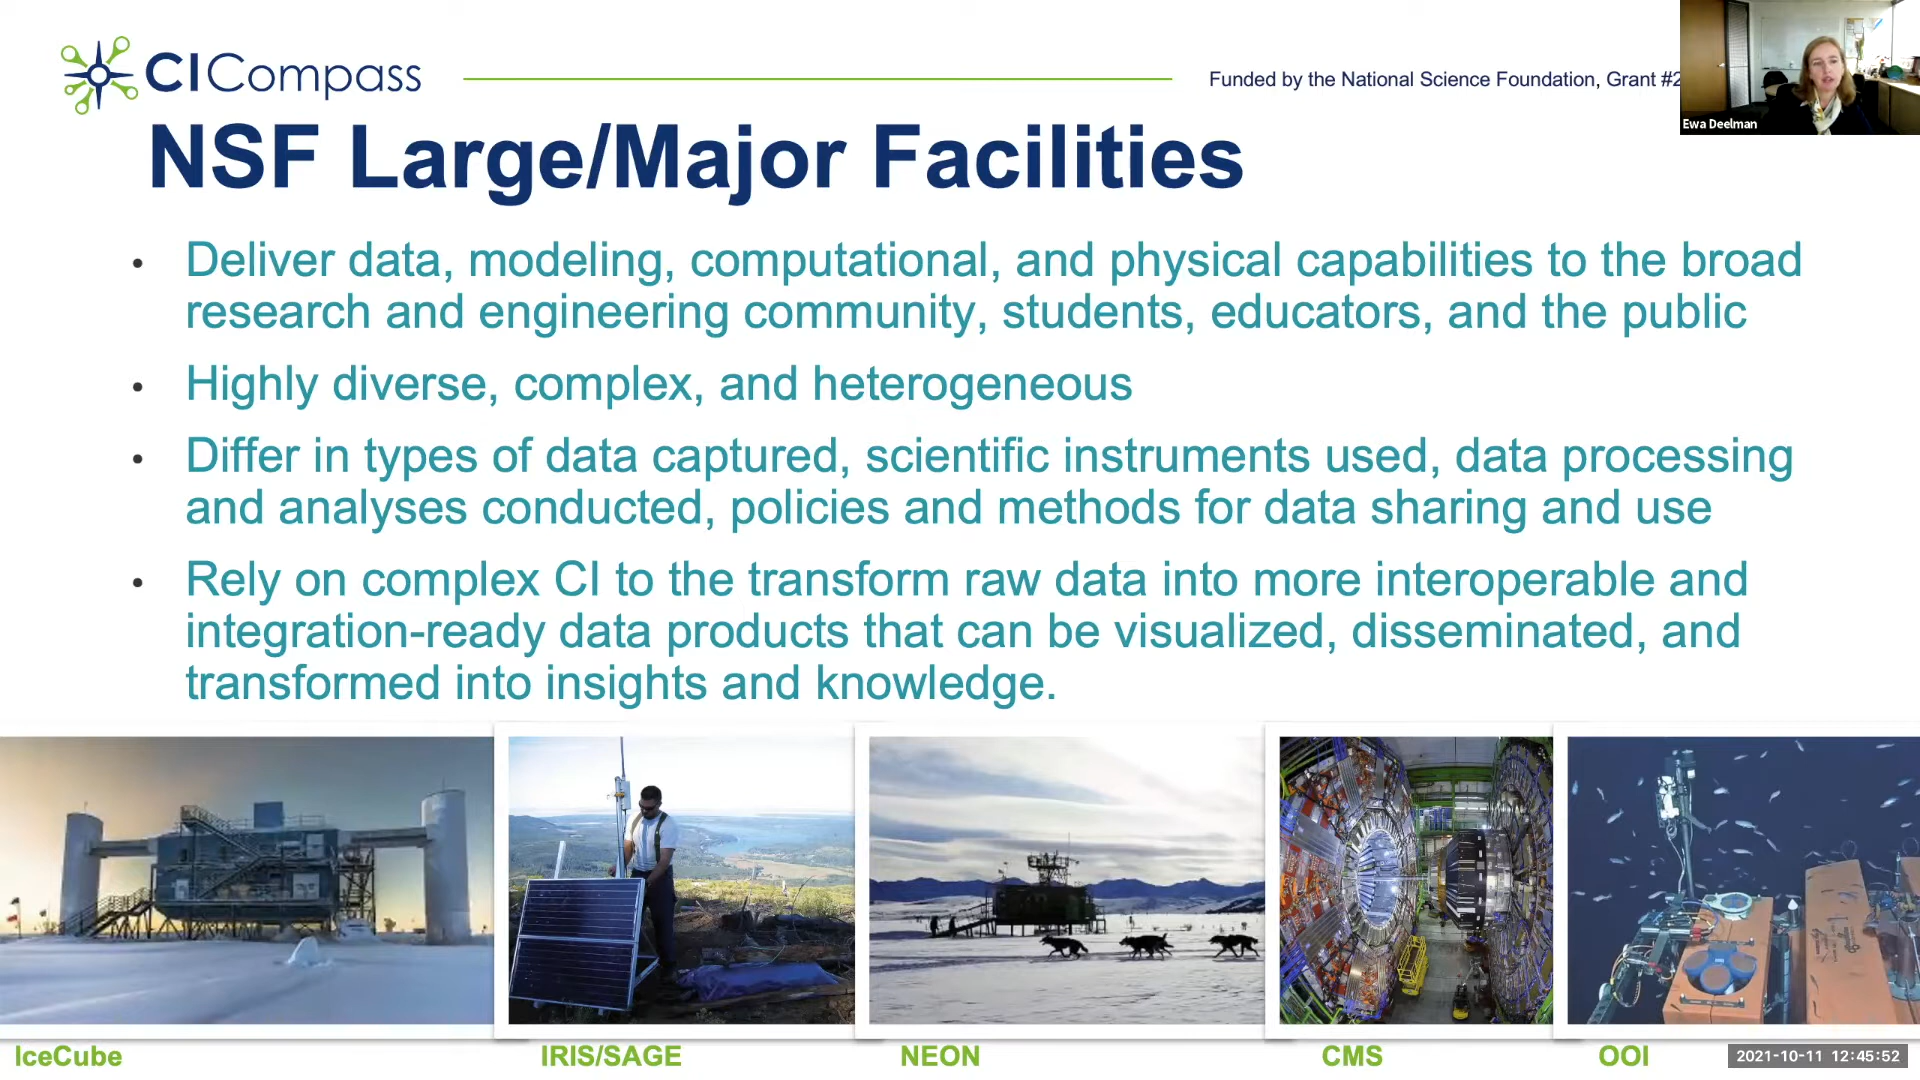 CICompass
Funded by the National Science Foundation, Grant #2
Ewa Deelman
NSF Large/Major Facilities
• Deliver data, modeling, computational, and physical capabilities to the broad
research and engineering community, students, educators, and the public
• Highly diverse, complex, and heterogeneous
• Differ in types of data captured, scientific instruments used, data processing
and analyses conducted, policies and methods for data sharing and use
• Rely on complex CI to the transform raw data into more interoperable and
integration-ready data products that can be visualized, disseminated, and
transformed into insights and knowledge.
IceCube
IRIS/SAGE
NEON
CMS
OOI
2021-10-11 12:45:52